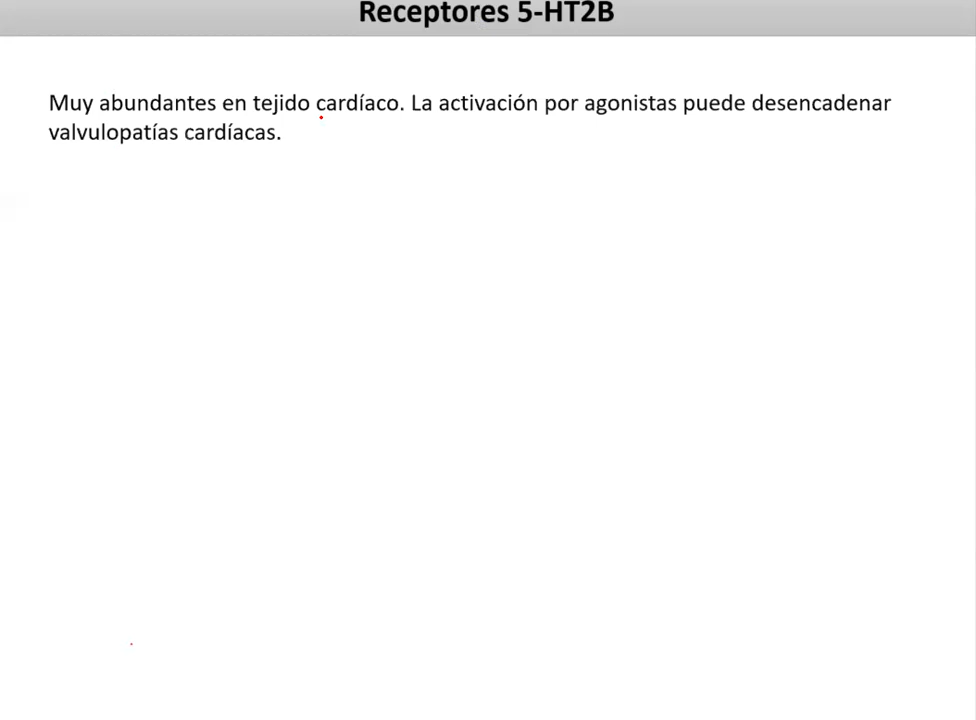 Receptores 5-HT2B
Muy abundantes en tejido cardíaco. La activación por agonistas puede desencadenar
valvulopatías cardíacas.